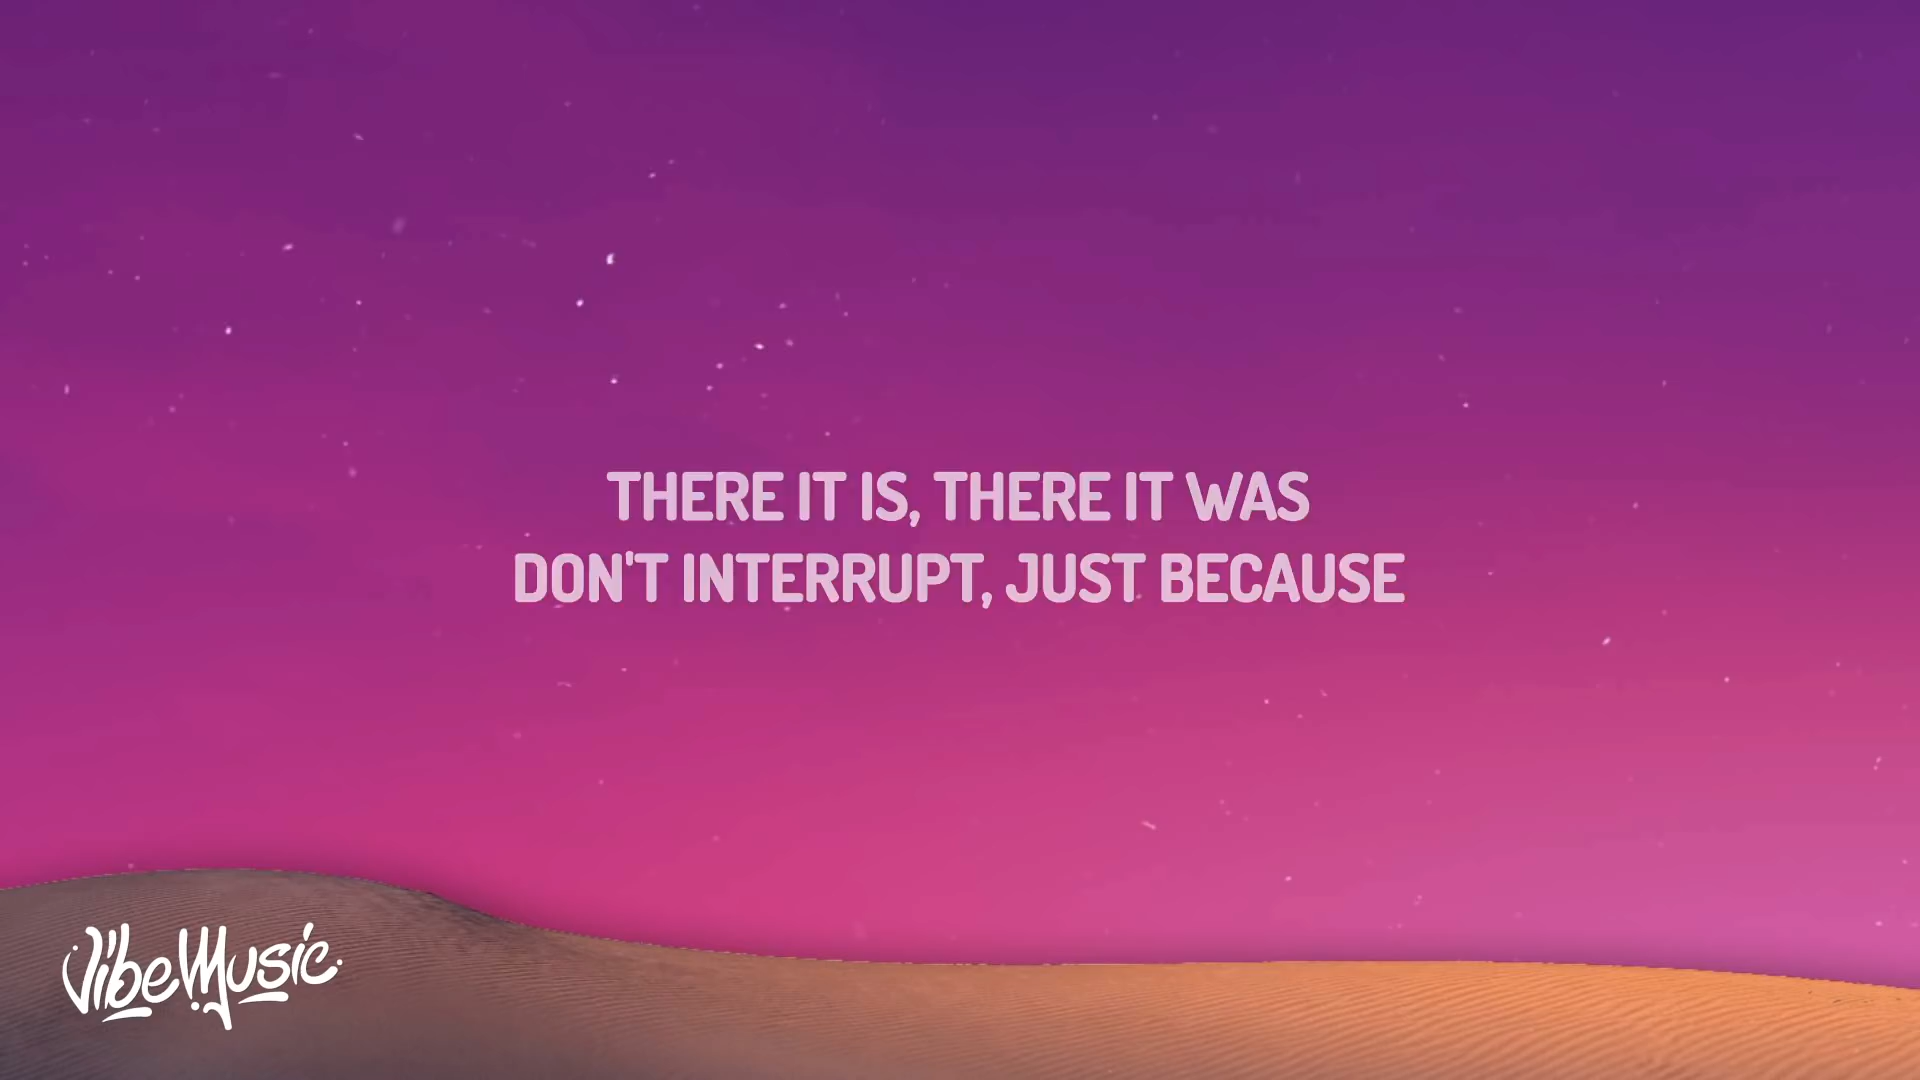 THERE IT IS, THERE IT WAS
DON'T INTERRUPT, JUST BECAUSE
VibeMusic